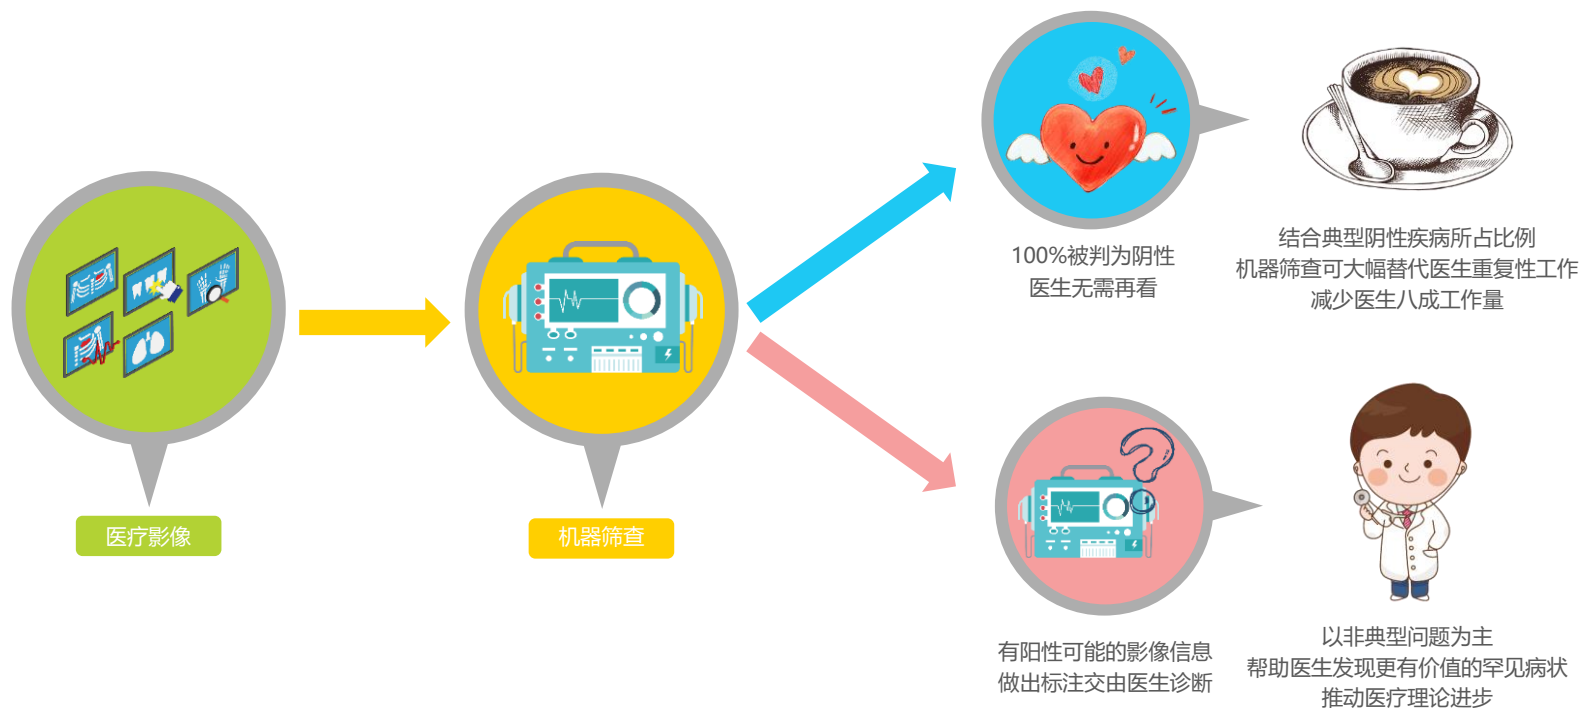 医疗影像
机器筛查
100%被判为阴性
医生无需再看
结合典型阴性疾病所占比例
机器筛查可大幅替代医生重复性工作
减少医生八成工作量
有阳性可能的影像信息
做出标注交由医生诊断
以非典型问题为主
帮助医生发现更有价值的罕见病状
推动医疗理论进步